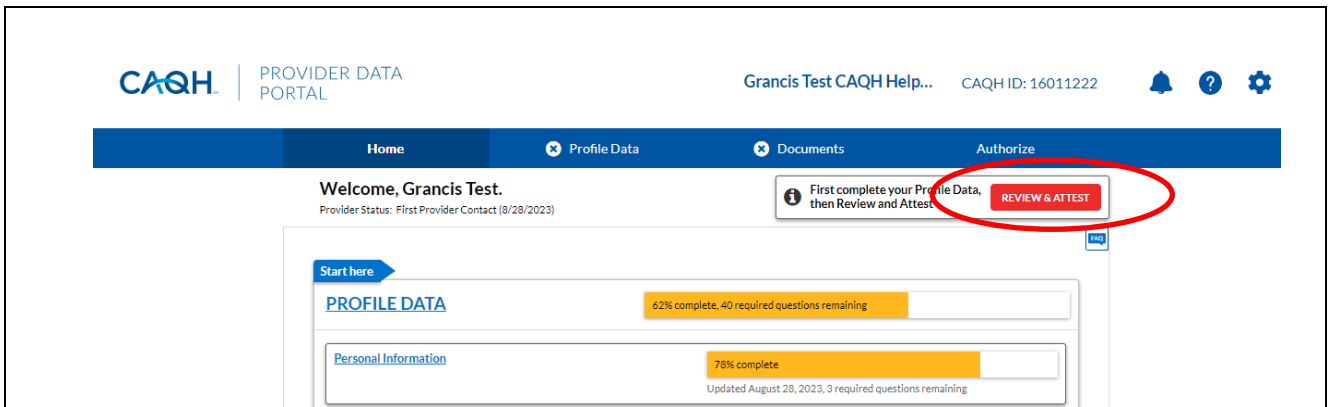 CAQH
PROVIDER DATA
PORTAL
Grancis Test CAQH Help...
CAQH ID: 16011222
?
Home
Profile Data
Documents
Authorize
Welcome, Grancis Test.
Provider Status: First Provider Contact (8/28/2023)
First complete your Profile Data,
then Review and Attest
REVIEW & ATTEST
FAQ
Start here
PROFILE DATA
62% complete, 40 required questions remaining
Personal Information
78% complete
Updated August 28, 2023, 3 required questions remaining